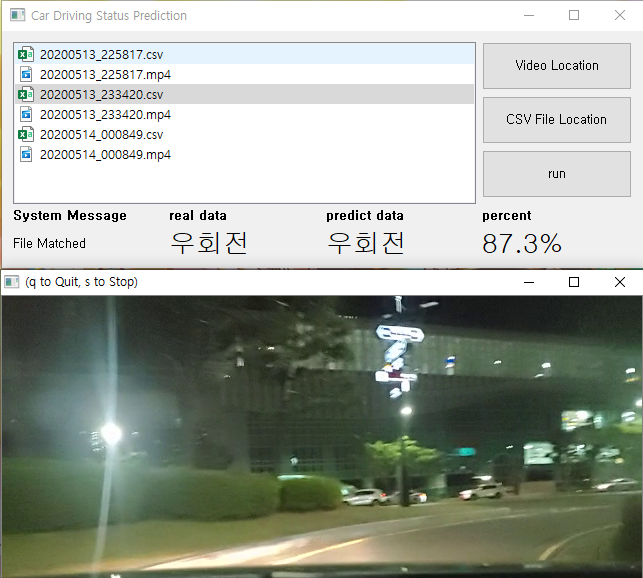 Car Driving Status Prediction
20200513_225817.csv
20200513_225817.mp4
20200513_233420.csv
20200513_233420.mp4
20200514_000849.csv
20200514_000849.mp4
Video Location
CSV File Location
run
System Message real data predict data percent
File Matched 우회전 우회전 87.3%
(q to Quit, s to Stop)